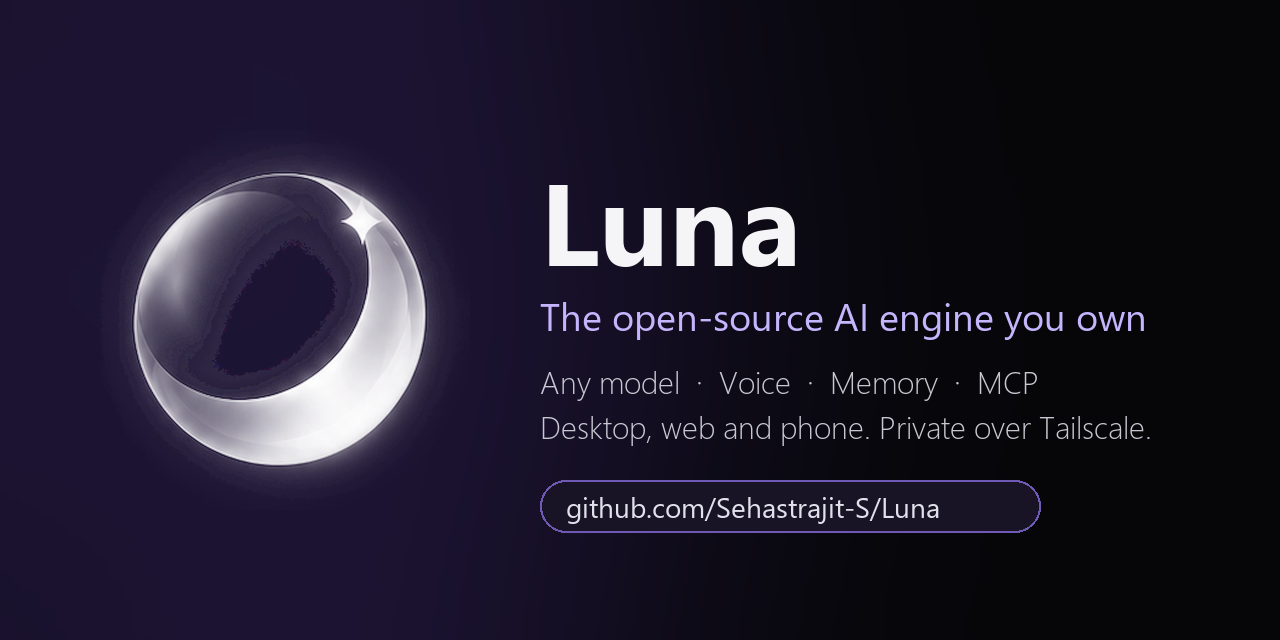 Luna
The open-source AI engine you own
Any model · Voice · Memory · MCP
Desktop, web and phone. Private over Tailscale.
github.com/Sehastrajit-S/Luna